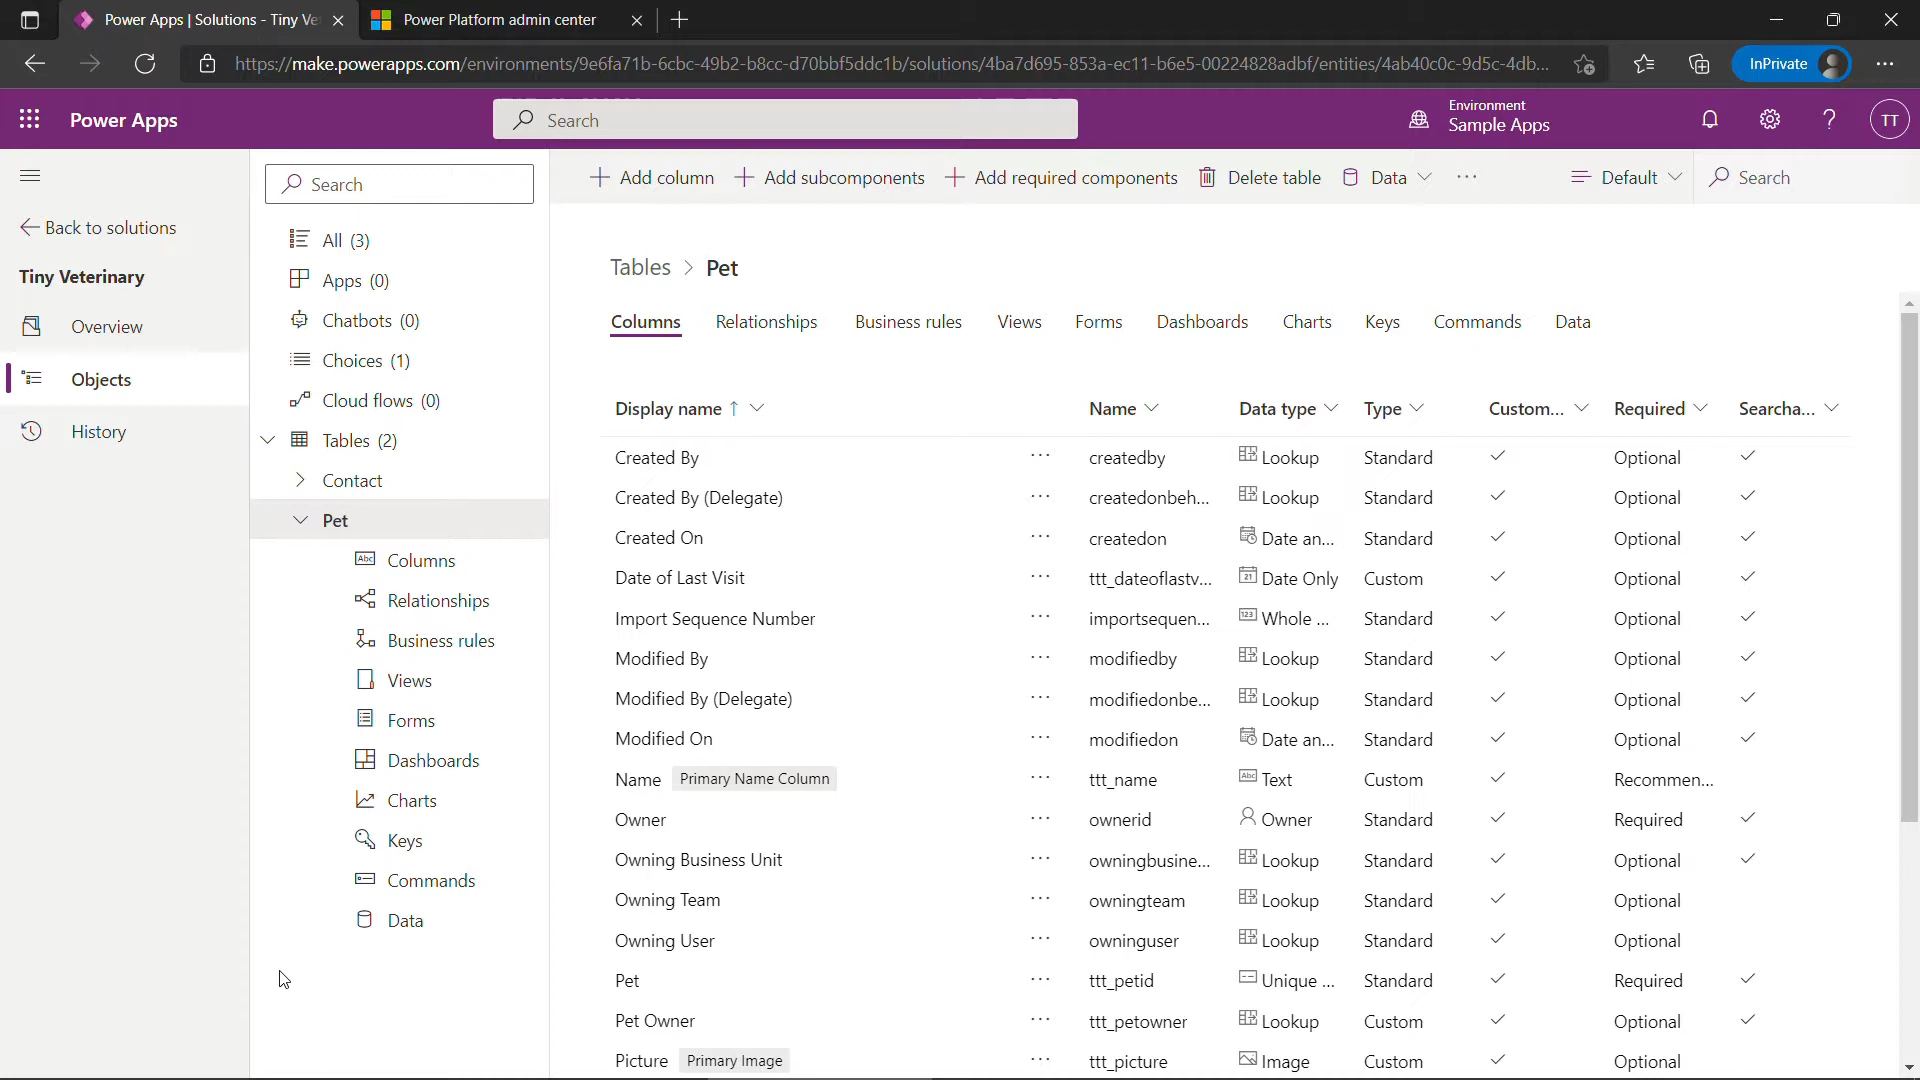 Power Apps | Solutions - Tiny Ve
Power Platform admin center
https://make.powerapps.com/environments/9e6fa71b-6cbc-49b2-b8cc-d70bbf5ddc1b/solutions/4ba7d695-853a-ec11-b6e5-00224828adbf/entities/4ab40c0c-9d5c-4db...
InPrivate
Power Apps
Search
Environment
Sample Apps
TT
Back to solutions
Tiny Veterinary
Overview
Objects
History
Search
All (3)
Apps (0)
Chatbots (0)
Choices (1)
Cloud flows (0)
Tables (2)
Contact
Pet
Columns
Relationships
Business rules
Views
Forms
Dashboards
Charts
Keys
Commands
Data
Add column Add subcomponents Add required components Delete table Data ··· Default Search
Tables > Pet
Columns Relationships Business rules Views Forms Dashboards Charts Keys Commands Data
Display name ↑ Name Data type Type Custom... Required Searcha...
Created By ··· createdby Lookup Standard ✓ Optional ✓
Created By (Delegate) ··· createdonbeh... Lookup Standard ✓ Optional ✓
Created On ··· createdon Date an... Standard ✓ Optional ✓
Date of Last Visit ··· ttt_dateoflastv... Date Only Custom ✓ Optional ✓
Import Sequence Number ··· importsequen... Whole ... Standard ✓ Optional ✓
Modified By ··· modifiedby Lookup Standard ✓ Optional ✓
Modified By (Delegate) ··· modifiedonbe... Lookup Standard ✓ Optional ✓
Modified On ··· modifiedon Date an... Standard ✓ Optional ✓
Name Primary Name Column ··· ttt_name Text Custom ✓ Recommen...
Owner ··· ownerid Owner Standard ✓ Required ✓
Owning Business Unit ··· owningbusine... Lookup Standard ✓ Optional ✓
Owning Team ··· owningteam Lookup Standard ✓ Optional
Owning User ··· owninguser Lookup Standard ✓ Optional
Pet ··· ttt_petid Unique ... Standard ✓ Required ✓
Pet Owner ··· ttt_petowner Lookup Custom ✓ Optional ✓
Picture Primary Image ··· ttt_picture Image Custom ✓ Optional